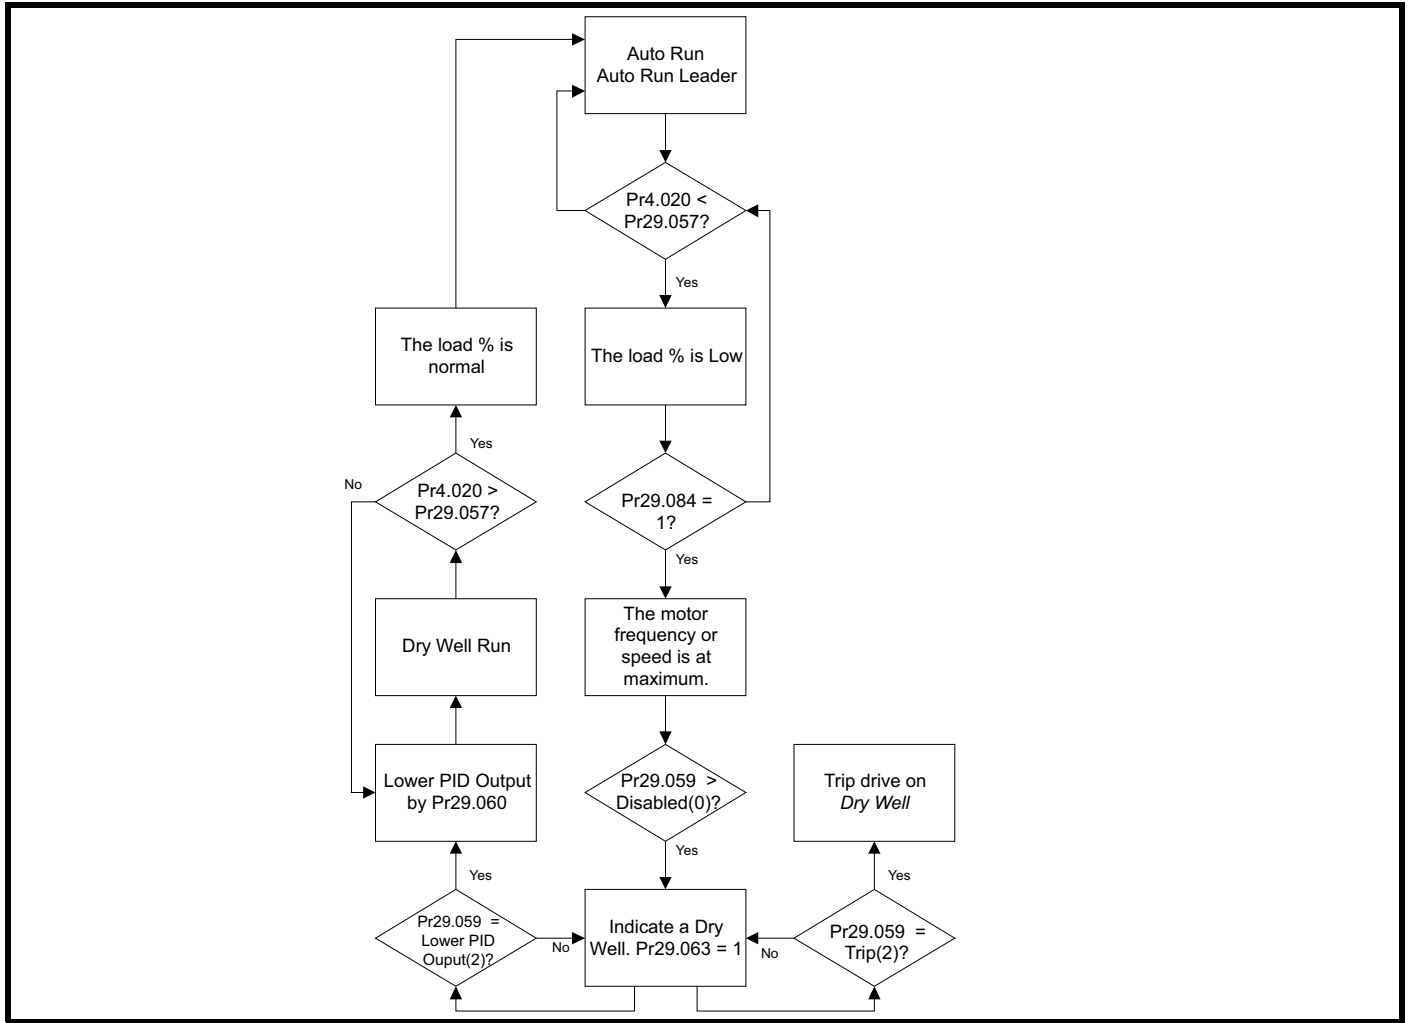 Auto Run
Auto Run Leader
Pr4.020 <
Pr29.057?
Yes
The load % is
normal
The load % is Low
Yes
No
Pr4.020 >
Pr29.057?
Pr29.084 =
1?
Yes
Dry Well Run
The motor
frequency or
speed is at
maximum.
Lower PID Output
by Pr29.060
Pr29.059 >
Disabled(0)?
Trip drive on
Dry Well
Yes
Yes
Yes
Pr29.059 =
Lower PID
Ouput(2)?
No
Indicate a Dry
Well. Pr29.063 = 1
No
Pr29.059 =
Trip(2)?